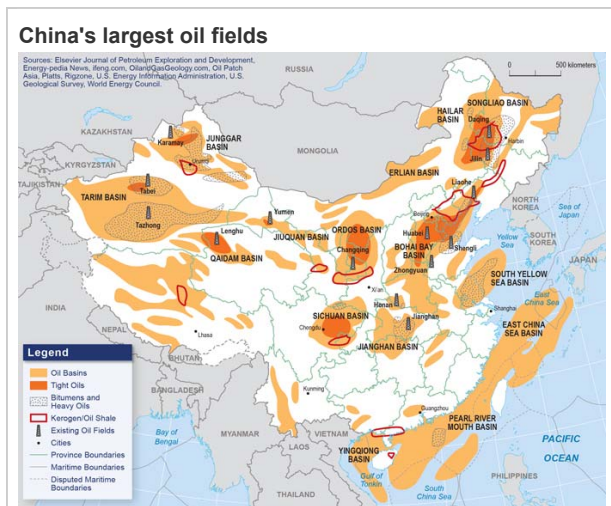 China's largest oil fields
Sources: Elsevier Journal of Petroleum Exploration and Development,
Energy-pedia News, ifeng.com, OilandGasGeology.com, Oil Patch
Asia, Platts, Rigzone, U.S. Energy Information Administration, U.S.
Geological Survey, World Energy Council.
RUSSIA
0 500 kilometers
SONGLIAO BASIN
HAILAR
BASIN
Daqing
Harbin
Jilin
KAZAKHSTAN
Karamay
JUNGGAR
BASIN
Urumqi
MONGOLIA
KYRGYZSTAN
ERLIAN BASIN
Liaohe
TAJIKISTAN
Tabei
TARIM BASIN
Tazhong
Yumen
JIUQUAN BASIN
Lenghu
QAIDAM BASIN
ORDOS BASIN
Changqing
Beijing
Huabei
BOHAI BAY
BASIN
Shengli
Zhongyuan
NORTH
KOREA
Sea of
Japan
SOUTH
KOREA
Yellow
Sea
JAPAN
SOUTH YELLOW
SEA BASIN
Xi'an
Henan
Shanghai
East China
Sea
INDIA
SICHUAN BASIN
Chengdu
Jianghan
JIANGHAN BASIN
EAST CHINA
SEA BASIN
NEPAL
Lhasa
BHUTAN
Legend
Oil Basins
Tight Oils
Bitumens and
Heavy Oils
Kerogen/Oil Shale
Existing Oil Fields
Cities
Province Boundaries
Maritime Boundaries
Disputed Maritime
Boundaries
BANGLADESH
Kunming
Guangzhou
PEARL RIVER
MOUTH BASIN
Bay of
Bengal
MYANMAR
VIETNAM
LAOS
YINGQIONG
BASIN
Gulf of
Tonkin
PACIFIC
OCEAN
THAILAND
South
China Sea
PHILIPPINES